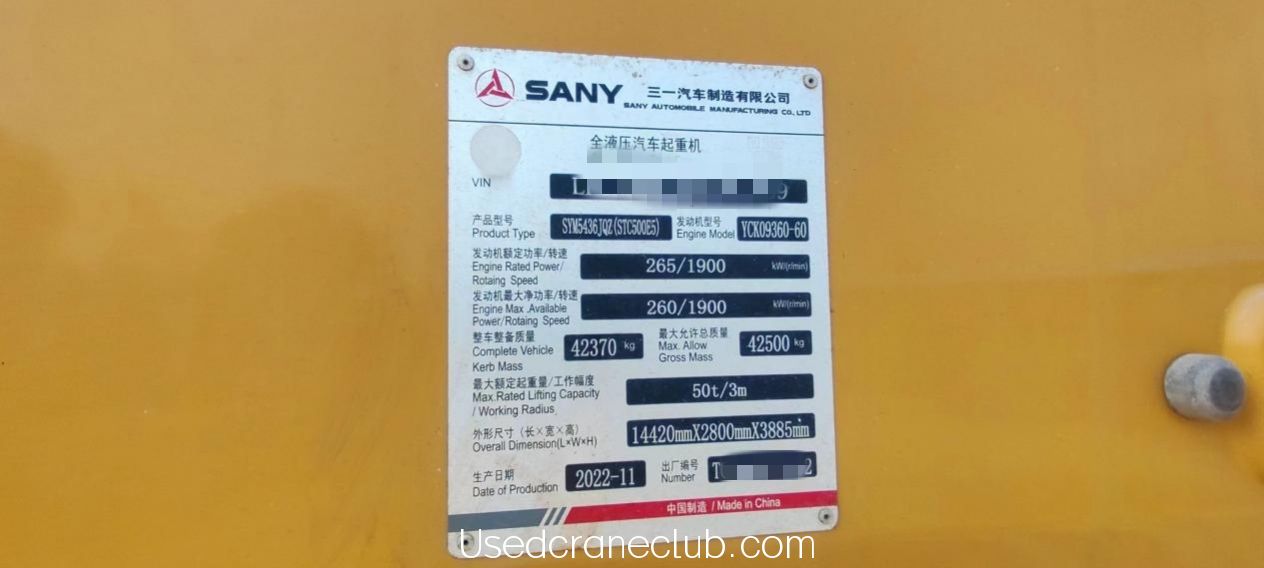 SANY 三一汽车制造有限公司
SANY AUTOMOBILE MANUFACTURING CO., LTD
全液压汽车起重机
VIN
产品型号 SYM5436JQZ(STC500E5) 发动机型号 YCK09360-60
Product Type Engine Model
发动机额定功率/转速
Engine Rated Power/ 265/1900 kW/(r/min)
Rotaing Speed
发动机最大净功率/转速
Engine Max .Available 260/1900 kW/(r/min)
Power/Rotaing Speed
整车整备质量 最大允许总质量
Complete Vehicle 42370 kg Max. Allow 42500 kg
Kerb Mass Gross Mass
最大额定起重量/工作幅度
Max.Rated Lifting Capacity 50t/3m
/ Working Radius
外形尺寸 (长×宽×高)
Overall Dimension(L×W×H) 14420mmX2800mmX3885mm
生产日期 2022-11 出厂编号
Date of Production Number
中国制造 / Made in China
Usedcraneclub.com